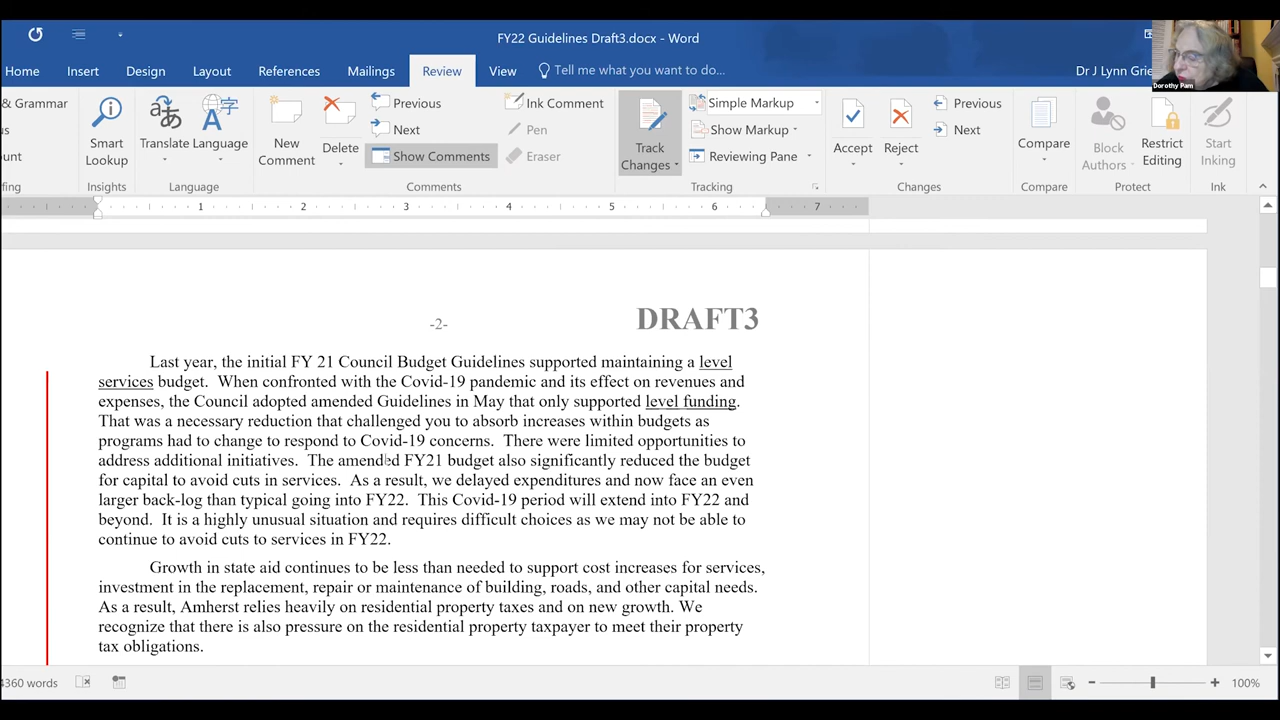 FY22 Guidelines Draft3.docx - Word
Dorothy Pam
Home Insert Design Layout References Mailings Review View Tell me what you want to do... Dr J Lynn Grie
& Grammar
Smart Lookup
Insights
Translate Language
Language
New Comment
Delete
Previous
Next
Show Comments
Ink Comment
Pen
Eraser
Comments
Track Changes
Simple Markup
Show Markup
Reviewing Pane
Tracking
Accept
Reject
Previous
Next
Changes
Compare
Compare
Block Authors
Restrict Editing
Protect
Start Inking
Ink
1 2 3 4 5 6 7
-2- DRAFT3
Last year, the initial FY 21 Council Budget Guidelines supported maintaining a level
services budget. When confronted with the Covid-19 pandemic and its effect on revenues and
expenses, the Council adopted amended Guidelines in May that only supported level funding.
That was a necessary reduction that challenged you to absorb increases within budgets as
programs had to change to respond to Covid-19 concerns. There were limited opportunities to
address additional initiatives. The amended FY21 budget also significantly reduced the budget
for capital to avoid cuts in services. As a result, we delayed expenditures and now face an even
larger back-log than typical going into FY22. This Covid-19 period will extend into FY22 and
beyond. It is a highly unusual situation and requires difficult choices as we may not be able to
continue to avoid cuts to services in FY22.
Growth in state aid continues to be less than needed to support cost increases for services,
investment in the replacement, repair or maintenance of building, roads, and other capital needs.
As a result, Amherst relies heavily on residential property taxes and on new growth. We
recognize that there is also pressure on the residential property taxpayer to meet their property
tax obligations.
4360 words
100%